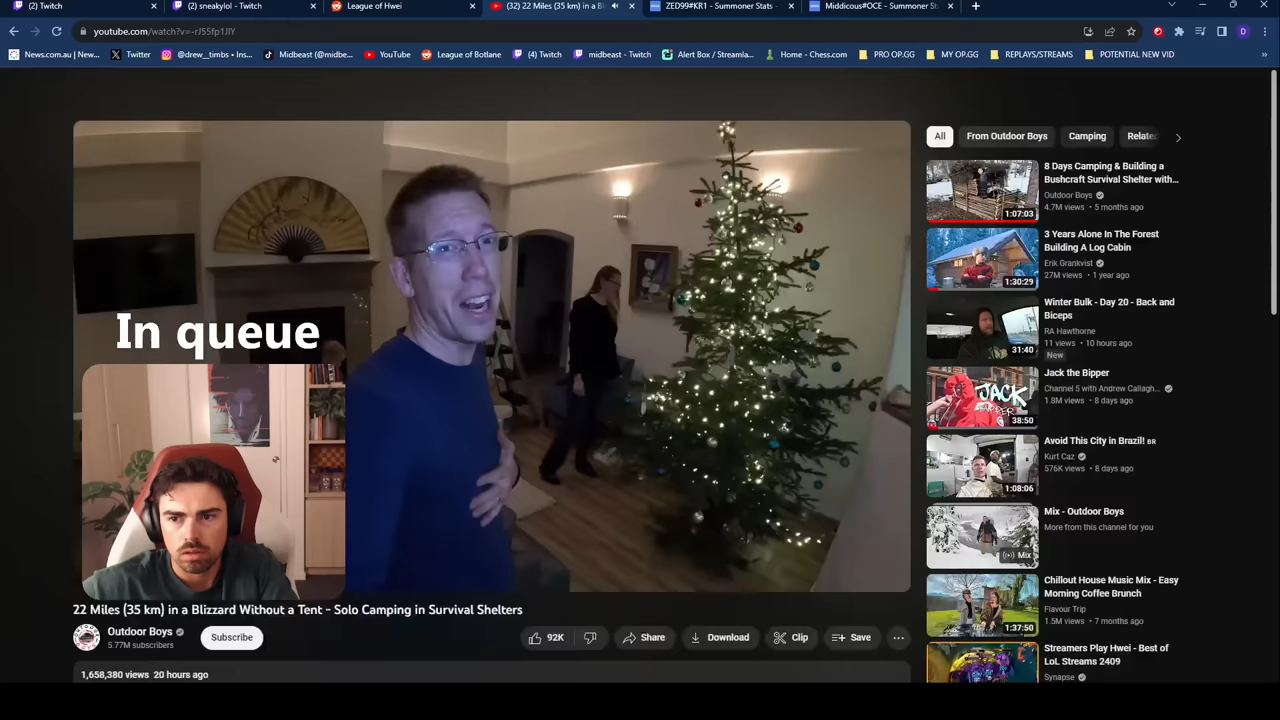 (2) Twitch
(2) sneakylol - Twitch
League of Hwei
(32) 22 Miles (35 km) in a Bl
ZED99#KR1 - Summoner Stats -
Middicous#OCE - Summoner St
youtube.com/watch?v=-rJ55fp1JIY
News.com.au | New...
Twitter
@drew__timbs • Ins...
Midbeast (@midbe...
YouTube
League of Botlane
(4) Twitch
midbeast - Twitch
Alert Box / Streamla...
Home - Chess.com
PRO OP.GG
MY OP.GG
REPLAYS/STREAMS
POTENTIAL NEW VID
In queue
22 Miles (35 km) in a Blizzard Without a Tent - Solo Camping in Survival Shelters
Outdoor Boys
5.77M subscribers
Subscribe
92K
Share
Download
Clip
Save
1,658,380 views 20 hours ago
All
From Outdoor Boys
Camping
Relate
8 Days Camping & Building a
Bushcraft Survival Shelter with...
Outdoor Boys
4.7M views • 5 months ago
1:07:03
3 Years Alone In The Forest
Building A Log Cabin
Erik Grankvist
27M views • 1 year ago
1:30:29
Winter Bulk - Day 20 - Back and
Biceps
RA Hawthorne
11 views • 10 hours ago
New
31:40
Jack the Bipper
Channel 5 with Andrew Callagh...
1.8M views • 8 days ago
JACK
38:50
Avoid This City in Brazil! BR
Kurt Caz
576K views • 8 days ago
1:08:06
Mix - Outdoor Boys
More from this channel for you
Mix
Chillout House Music Mix - Easy
Morning Coffee Brunch
Flavour Trip
1.5M views • 7 months ago
1:37:50
Streamers Play Hwei - Best of
LoL Streams 2409
Synapse